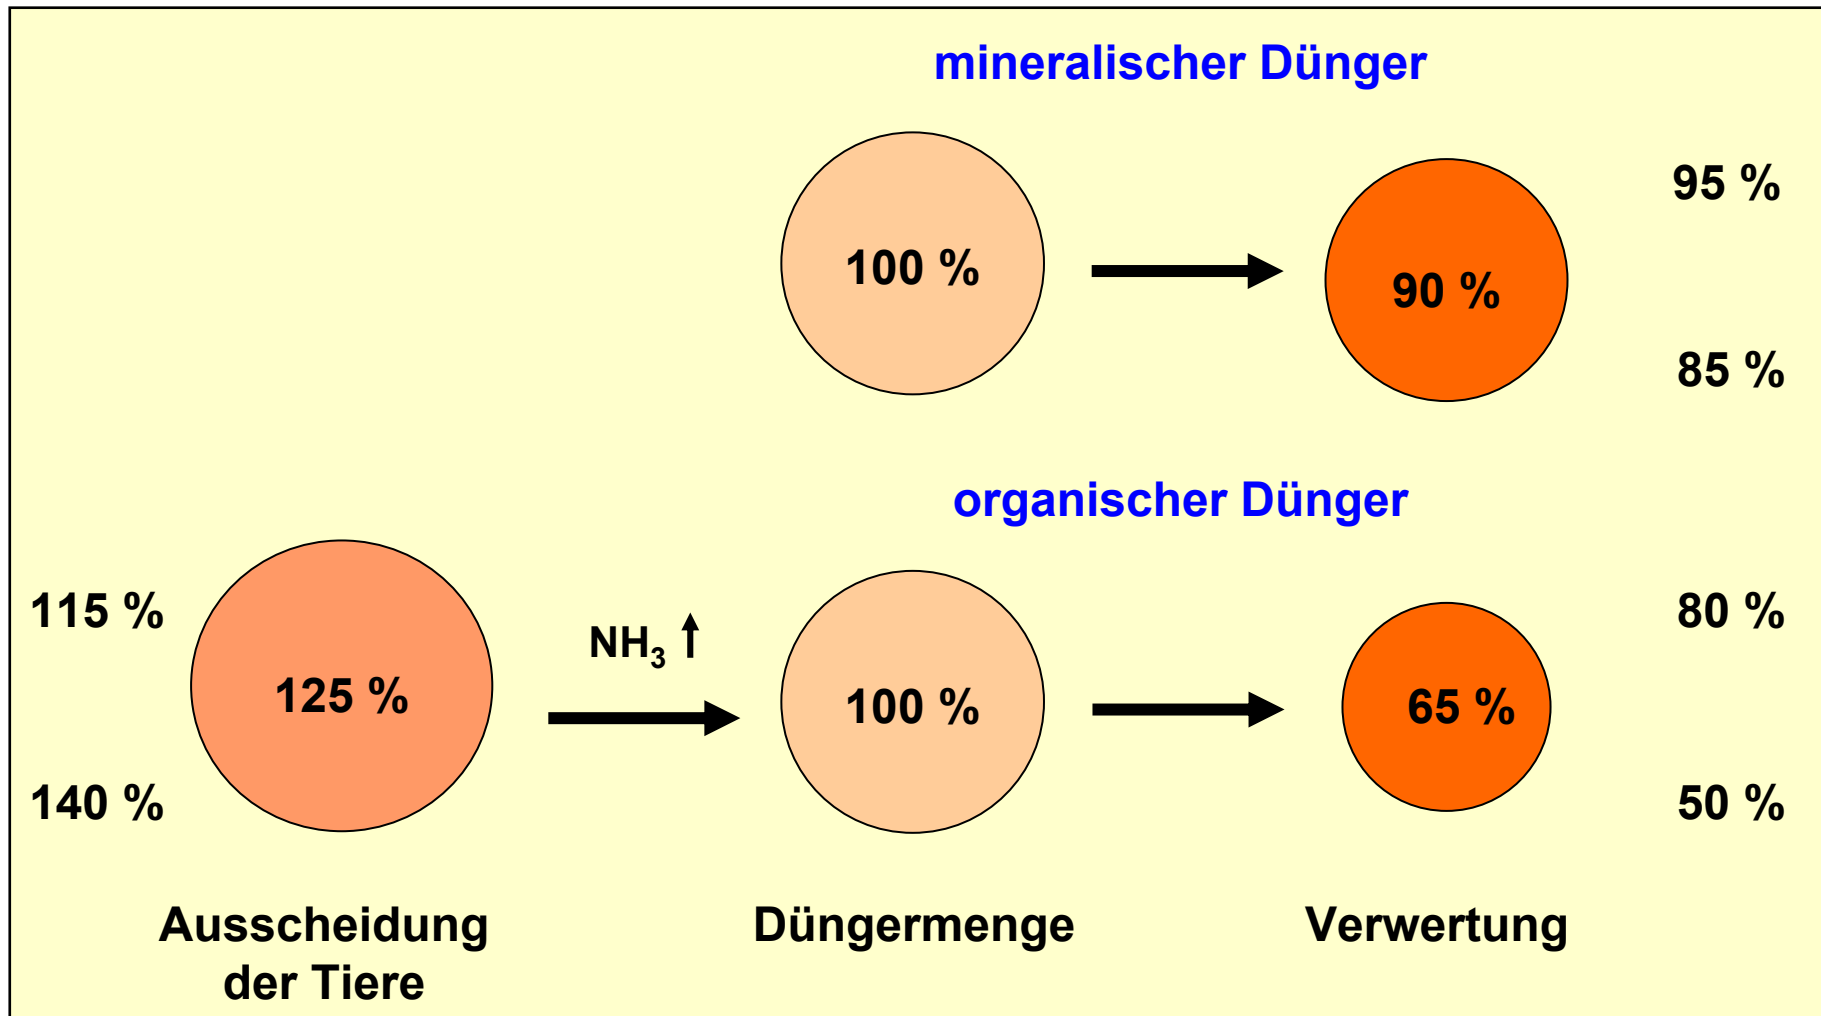 mineralischer Dünger
95 %
100 %
90 %
85 %
organischer Dünger
115 %
NH₃
80 %
125 %
100 %
65 %
140 %
50 %
Ausscheidung
der Tiere
Düngermenge
Verwertung